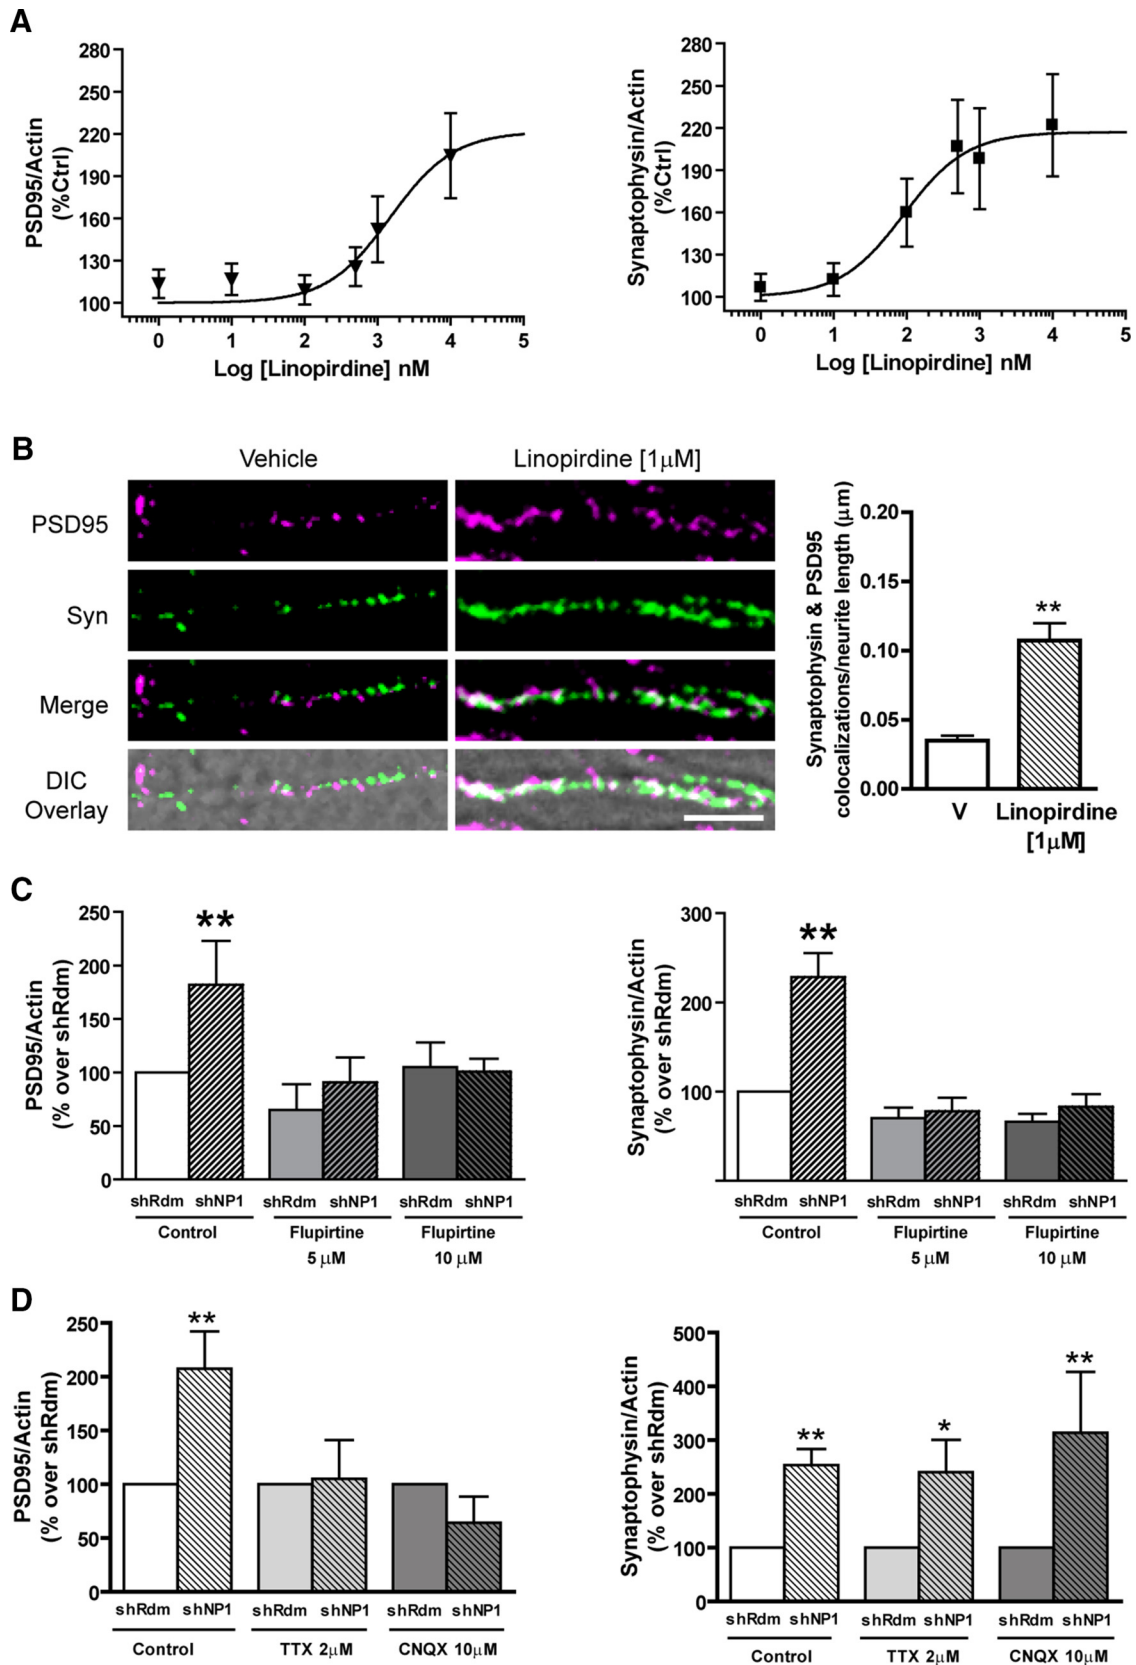 A
PSD95/Actin
(%Ctrl)
280
250
220
190
160
130
100
0 1 2 3 4 5
Log [Linopirdine] nM
Synaptophysin/Actin
(%Ctrl)
280
250
220
190
160
130
100
0 1 2 3 4 5
Log [Linopirdine] nM
B
Vehicle
Linopirdine [1μM]
PSD95
Syn
Merge
DIC
Overlay
Synaptophysin & PSD95
colocalizations/neurite length (μm)
0.20
0.15
0.10
0.05
0.00
**
V
Linopirdine
[1μM]
C
PSD95/Actin
(% over shRdm)
250
200
150
100
50
0
**
shRdm shNP1 shRdm shNP1 shRdm shNP1
Control Flupirtine Flupirtine
5 μM 10 μM
Synaptophysin/Actin
(% over shRdm)
300
200
100
**
shRdm shNP1 shRdm shNP1 shRdm shNP1
Control Flupirtine Flupirtine
5 μM 10 μM
D
PSD95/Actin
(% over shRdm)
250
200
150
100
50
0
**
shRdm shNP1 shRdm shNP1 shRdm shNP1
Control TTX 2μM CNQX 10μM
Synaptophysin/Actin
(% over shRdm)
500
400
300
200
100
0
** * **
shRdm shNP1 shRdm shNP1 shRdm shNP1
Control TTX 2μM CNQX 10μM